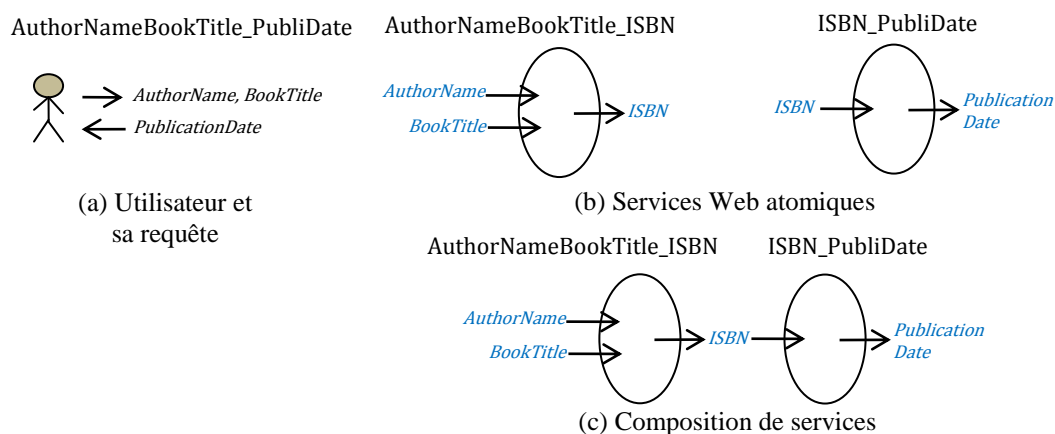 AuthorNameBookTitle_PubliDate
AuthorName, BookTitle
PublicationDate
(a) Utilisateur et
sa requête
AuthorNameBookTitle_ISBN
ISBN_PubliDate
AuthorName
BookTitle
ISBN
ISBN
Publication
Date
(b) Services Web atomiques
AuthorNameBookTitle_ISBN
ISBN_PubliDate
AuthorName
BookTitle
ISBN
Publication
Date
(c) Composition de services